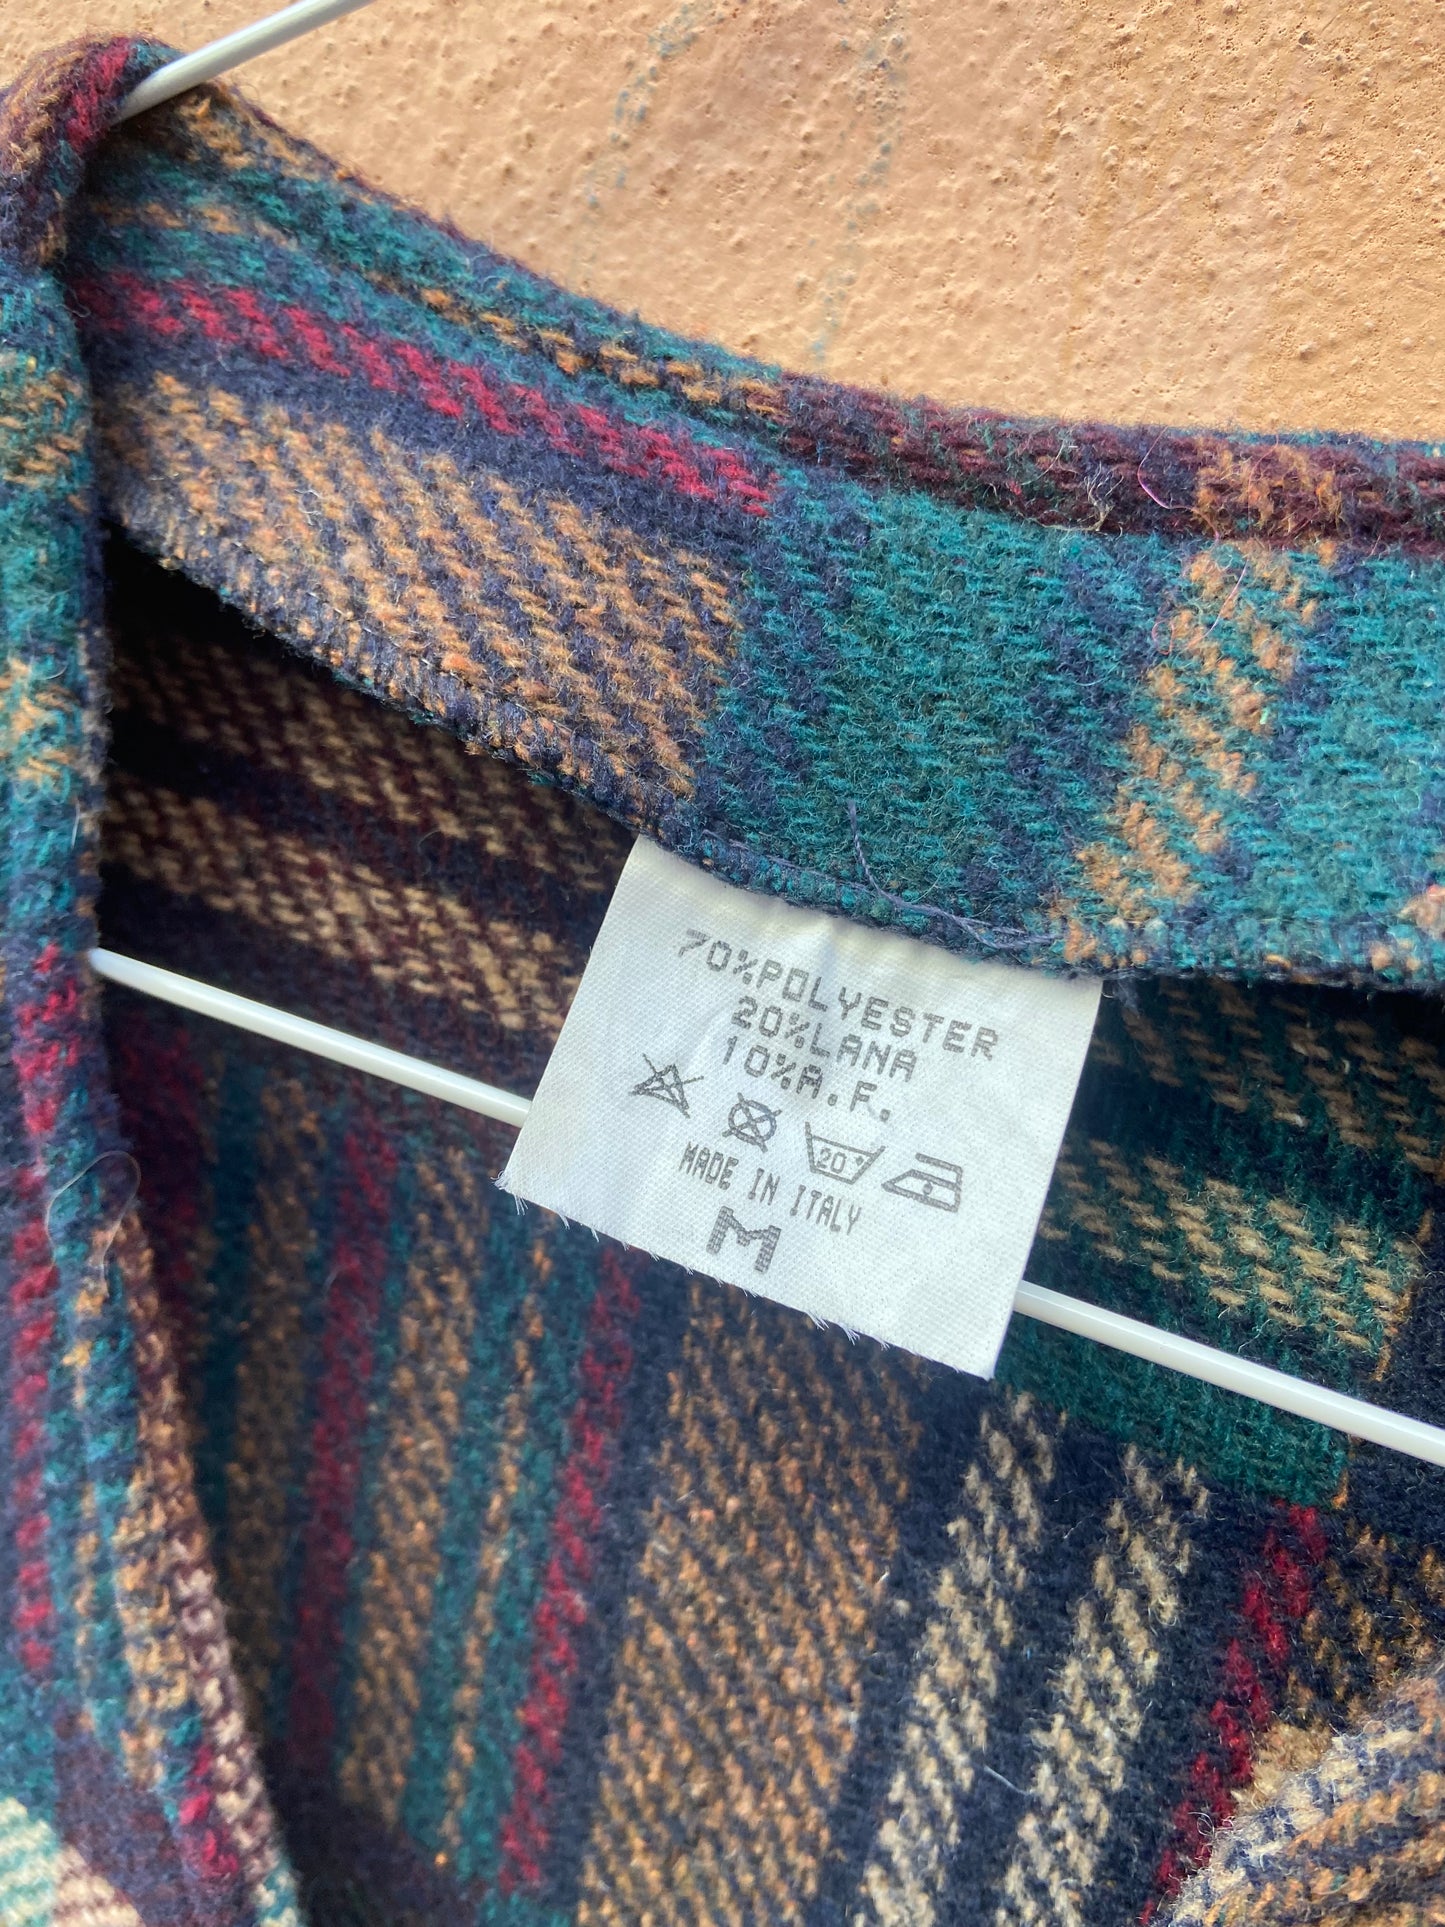 70%POLYESTER
20%LANA
10%A.F.
20°
MADE IN ITALY
M